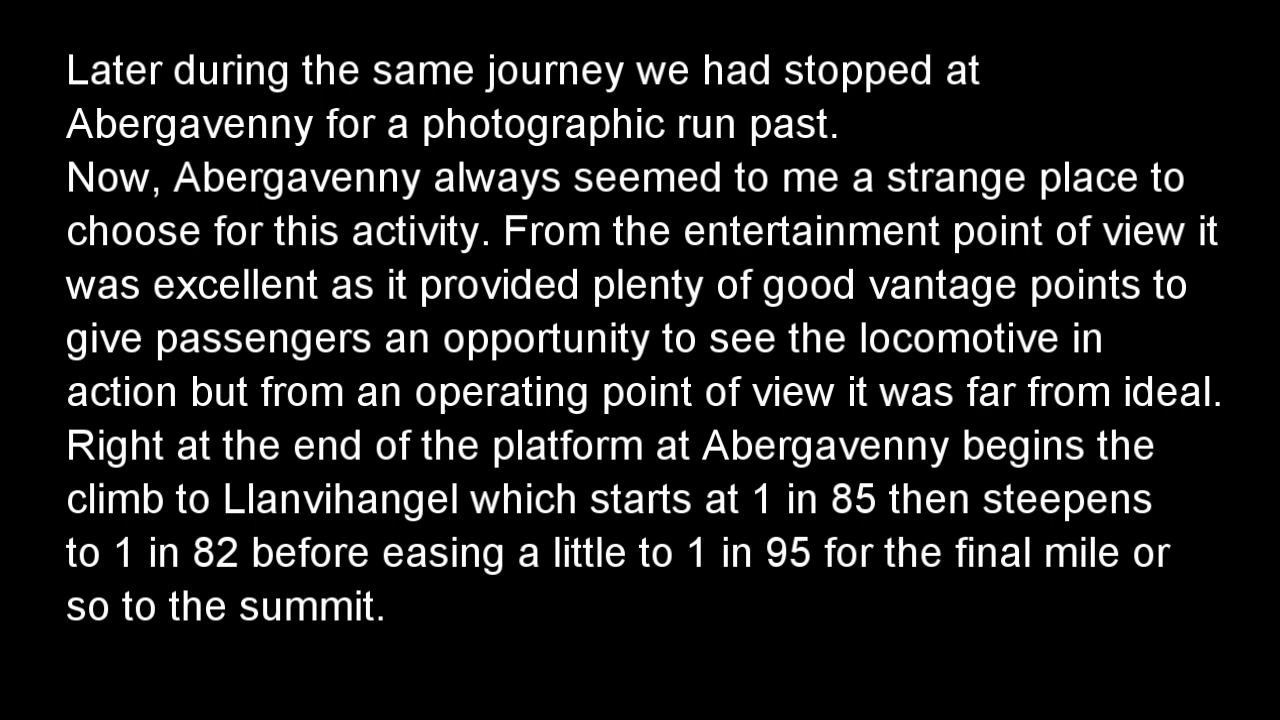 Later during the same journey we had stopped at
Abergavenny for a photographic run past.
Now, Abergavenny always seemed to me a strange place to
choose for this activity. From the entertainment point of view it
was excellent as it provided plenty of good vantage points to
give passengers an opportunity to see the locomotive in
action but from an operating point of view it was far from ideal.
Right at the end of the platform at Abergavenny begins the
climb to Llanvihangel which starts at 1 in 85 then steepens
to 1 in 82 before easing a little to 1 in 95 for the final mile or
so to the summit.